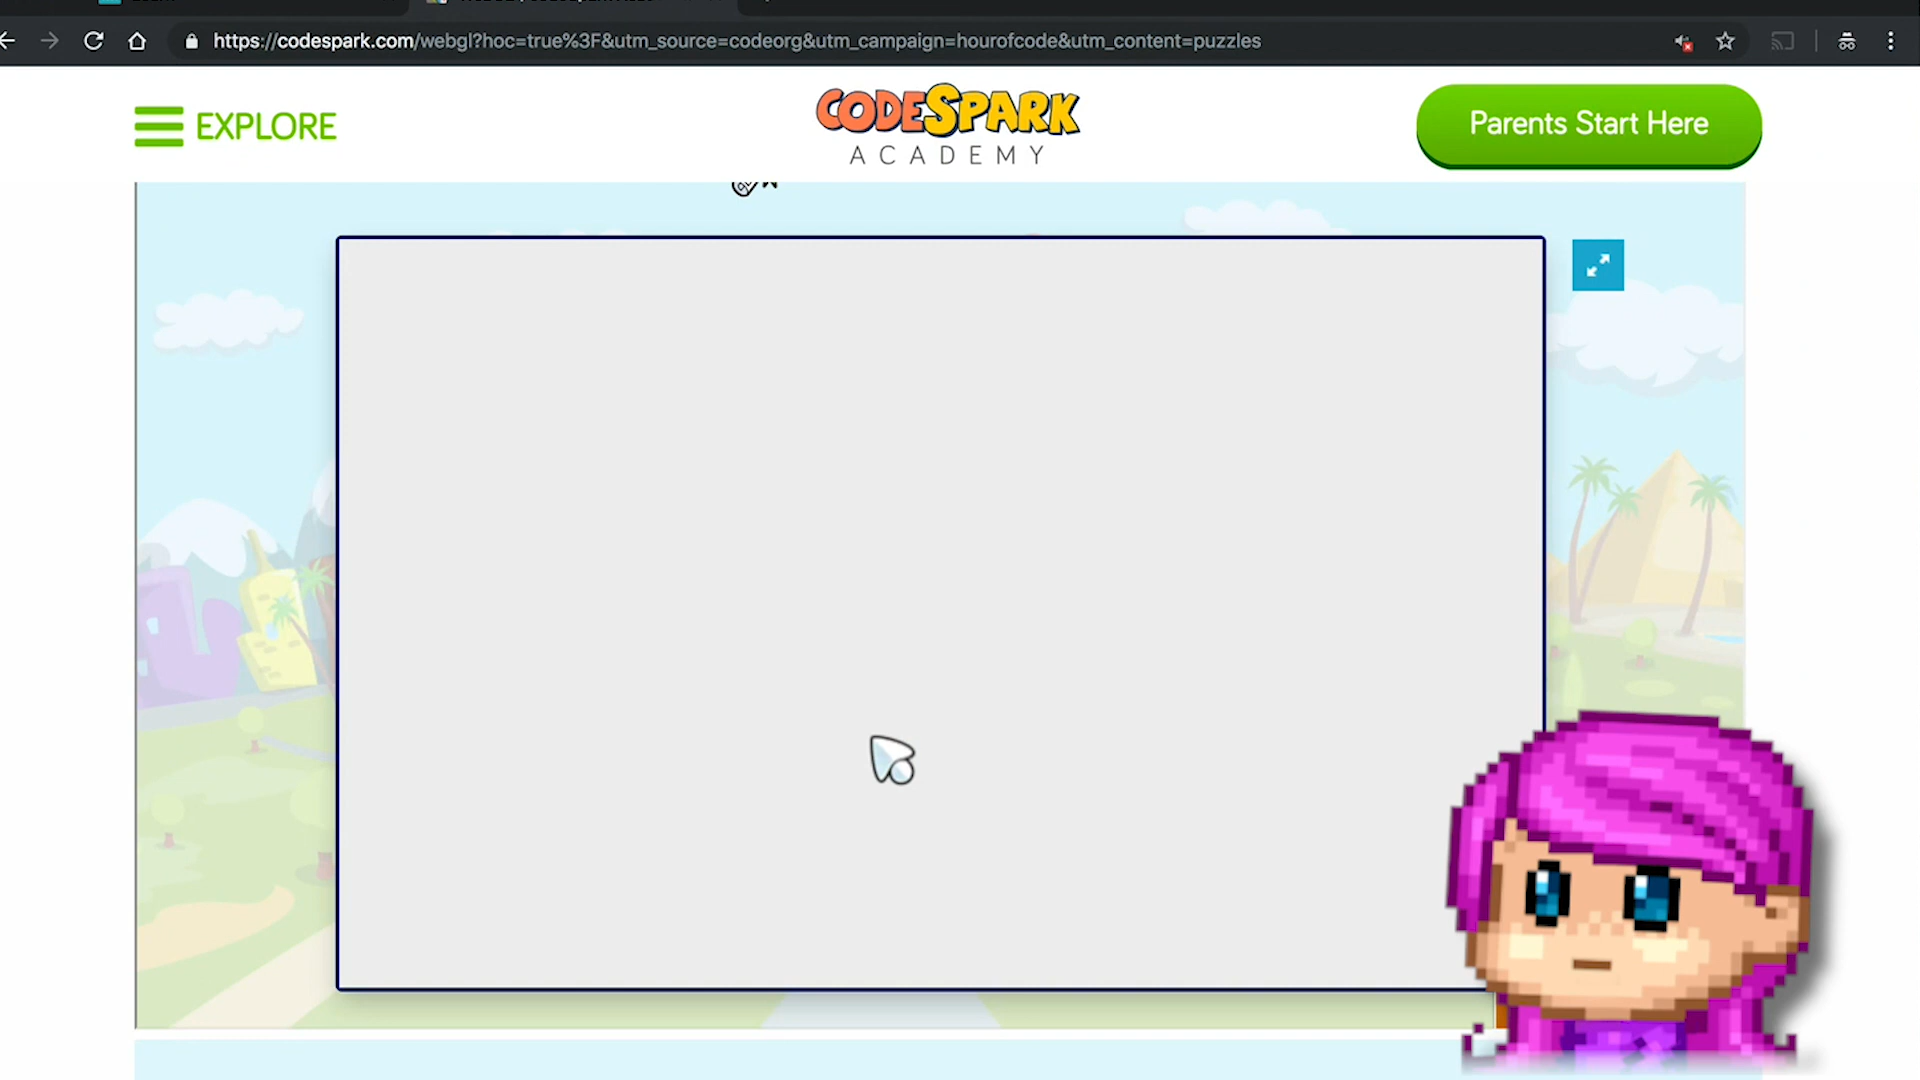 https://codespark.com/webgl?hoc=true%3F&utm_source=codeorg&utm_campaign=hourofcode&utm_content=puzzles
EXPLORE
CODESPARK
ACADEMY
Parents Start Here